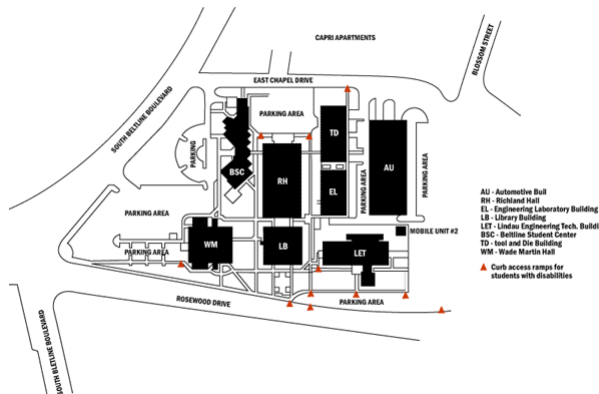 CAPRI APARTMENTS
BLOSSOM STREET
EAST CHAPEL DRIVE
SOUTH BELTLINE BOULEVARD
PARKING AREA
TD
PARKING
BSC
RH
EL
AU
PARKING AREA
PARKING AREA
PARKING AREA
WM
LB
LET
MOBILE UNIT #2
PARKING AREA
ROSEWOOD DRIVE
PARKING AREA
SOUTH BLETLINE BOULEVARD
AU - Automotive Buil
RH - Richland Hall
EL - Engineering Laboratory Building
LB - Library Building
LET - Lindau Engineering Tech. Buildi
BSC - Beltline Student Center
TD - tool and Die Building
WM - Wade Martin Hall
Curb access ramps for
students with disabilities